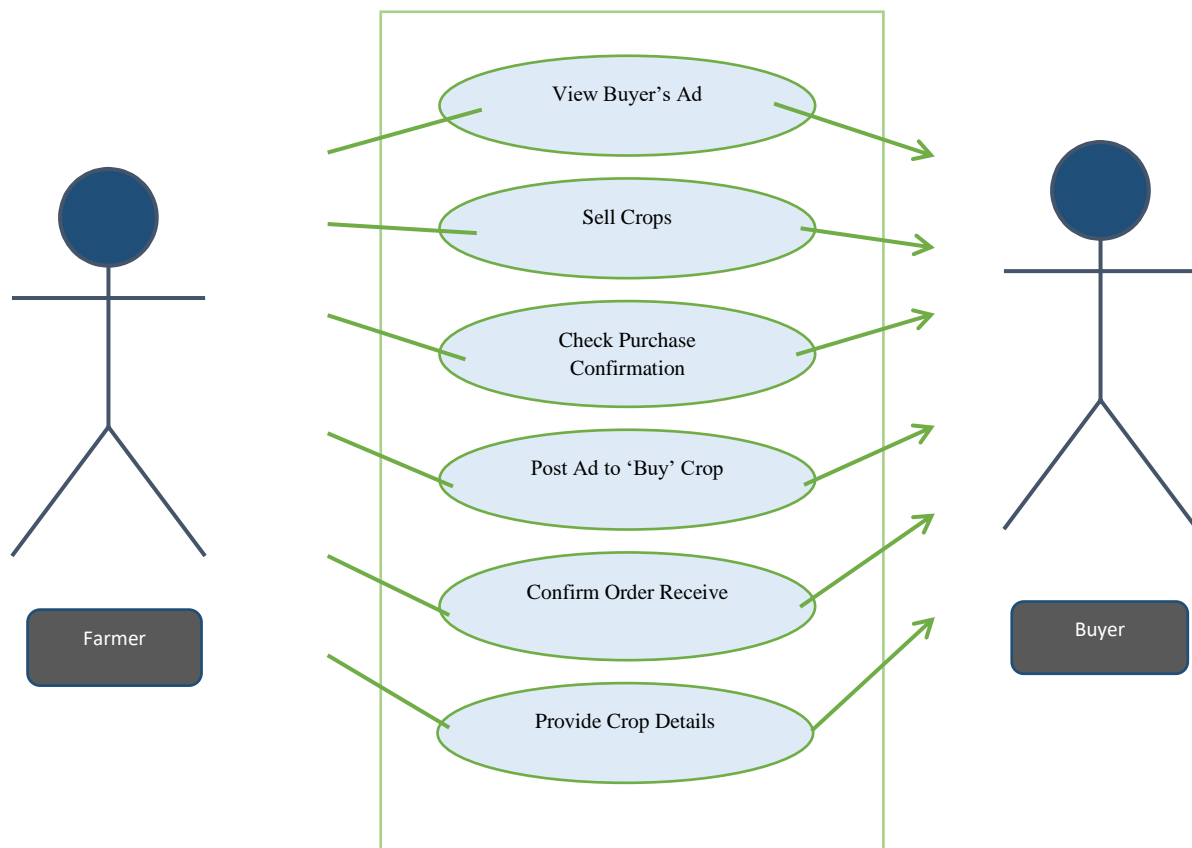 View Buyer’s Ad
Sell Crops
Check Purchase
Confirmation
Post Ad to ‘Buy’ Crop
Confirm Order Receive
Provide Crop Details
Farmer
Buyer